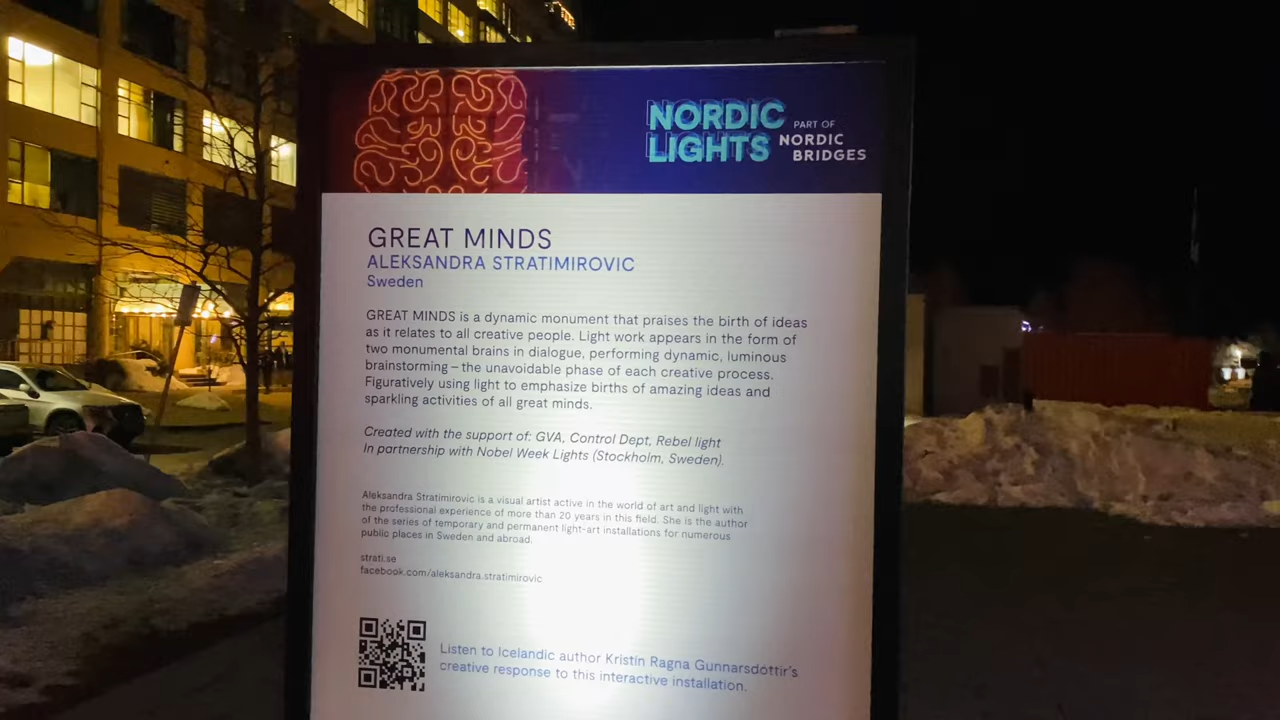 NORDIC
LIGHTS
PART OF
NORDIC
BRIDGES
GREAT MINDS
ALEKSANDRA STRATIMIROVIC
Sweden
GREAT MINDS is a dynamic monument that praises the birth of ideas
as it relates to all creative people. Light work appears in the form of
two monumental brains in dialogue, performing dynamic, luminous
brainstorming – the unavoidable phase of each creative process.
Figuratively using light to emphasize births of amazing ideas and
sparkling activities of all great minds.
Created with the support of: GVA, Control Dept, Rebel light
In partnership with Nobel Week Lights (Stockholm, Sweden).
Aleksandra Stratimirovic is a visual artist active in the world of art and light with
the professional experience of more than 20 years in this field. She is the author
of the series of temporary and permanent light-art installations for numerous
public places in Sweden and abroad.
strati.se
facebook.com/aleksandra.stratimirovic
Listen to Icelandic author Kristín Ragna Gunnarsdóttir's
creative response to this interactive installation.